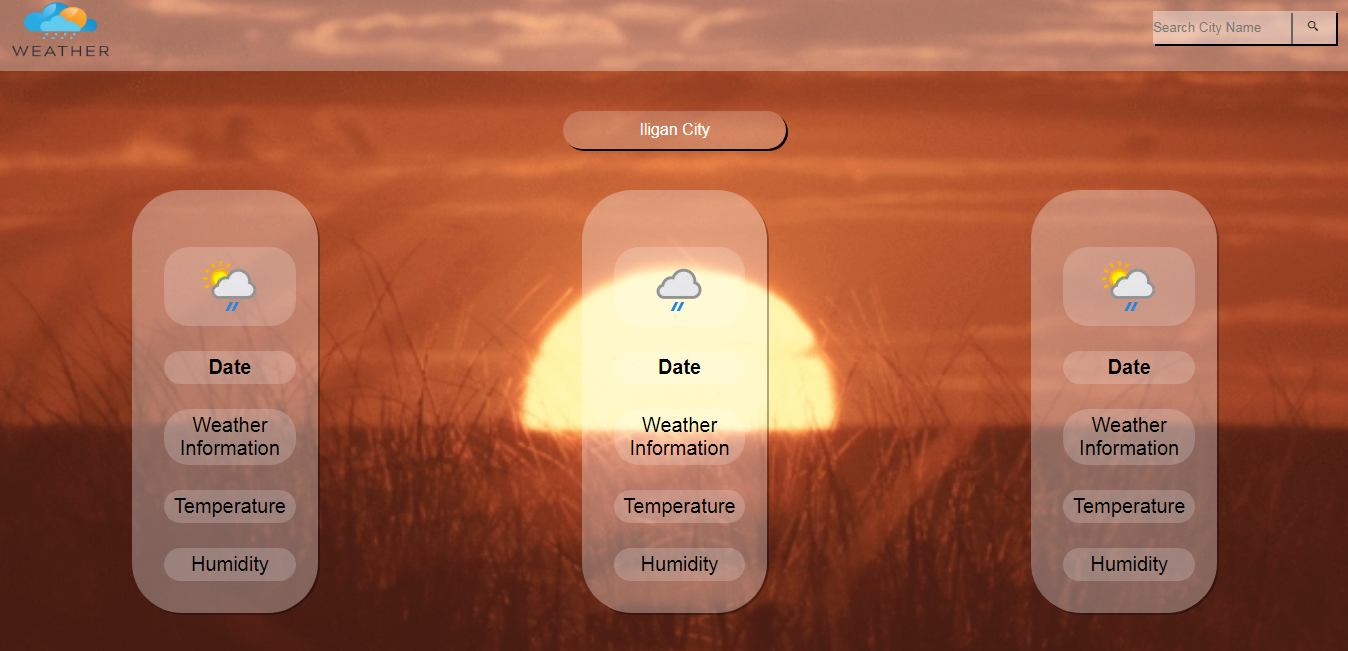 WEATHER
Search City Name
Iligan City
Date
Weather
Information
Temperature
Humidity
Date
Weather
Information
Temperature
Humidity
Date
Weather
Information
Temperature
Humidity